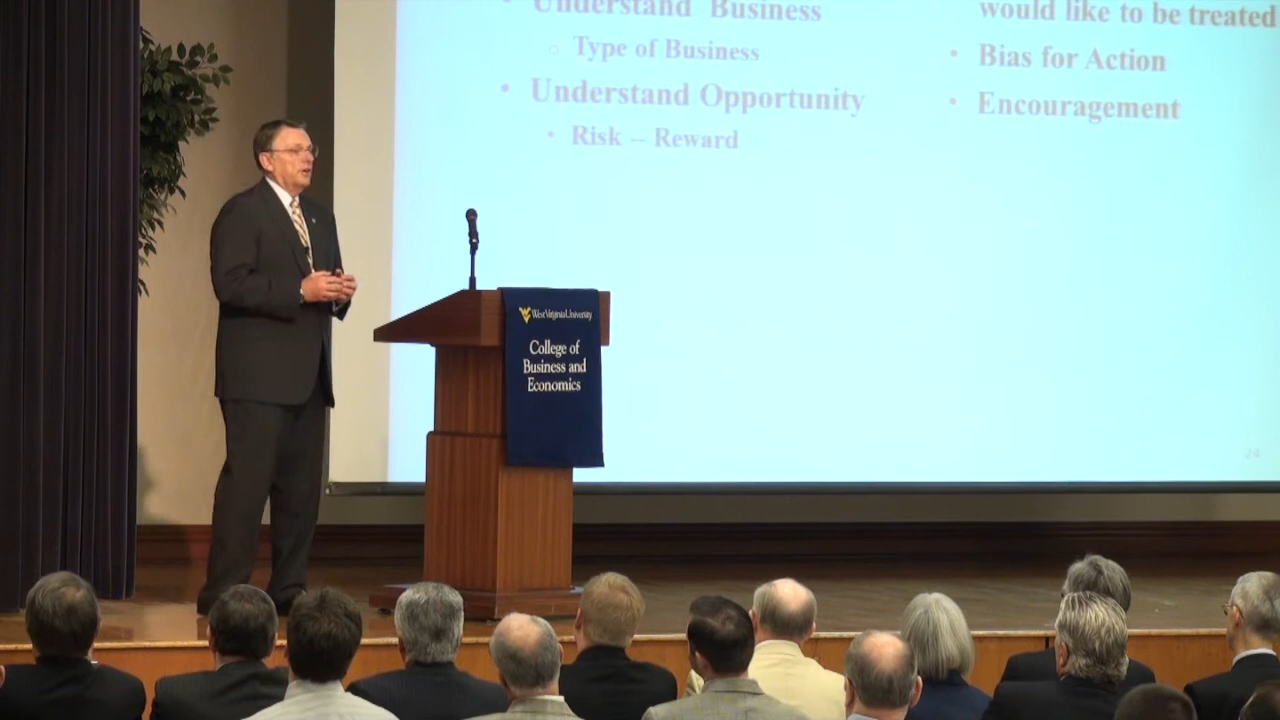 • Understand Business
○ Type of Business
• Understand Opportunity
• Risk – Reward
would like to be treated
• Bias for Action
• Encouragement
24
West Virginia University
College of
Business and
Economics